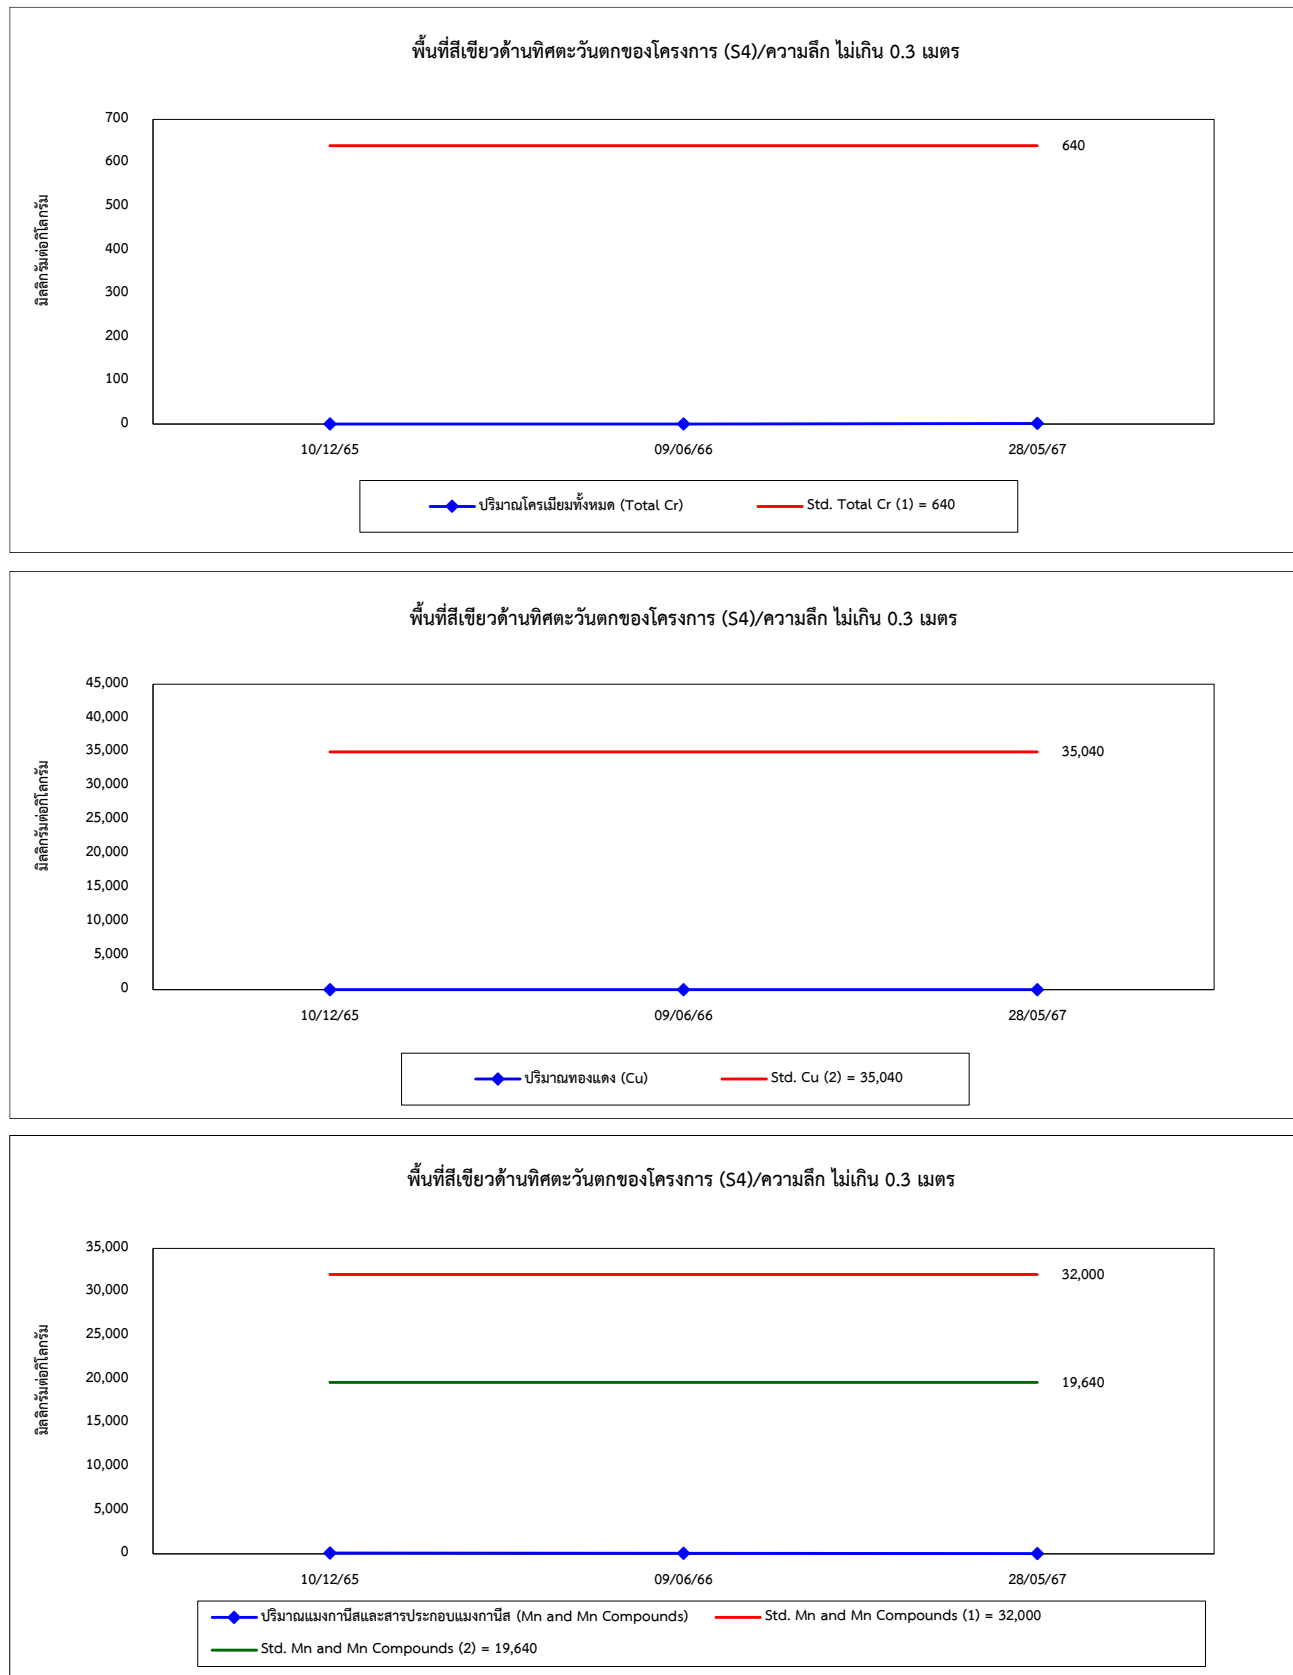 พื้นที่สีเขียวด้านทิศตะวันตกของโครงการ (S4)/ความลึก ไม่เกิน 0.3 เมตร
มิลลิกรัมต่อกิโลกรัม
700
600
500
400
300
200
100
0
640
10/12/65 09/06/66 28/05/67
ปริมาณโครเมียมทั้งหมด (Total Cr) Std. Total Cr (1) = 640
พื้นที่สีเขียวด้านทิศตะวันตกของโครงการ (S4)/ความลึก ไม่เกิน 0.3 เมตร
มิลลิกรัมต่อกิโลกรัม
45,000
40,000
35,000
30,000
25,000
20,000
15,000
10,000
5,000
0
35,040
10/12/65 09/06/66 28/05/67
ปริมาณทองแดง (Cu) Std. Cu (2) = 35,040
พื้นที่สีเขียวด้านทิศตะวันตกของโครงการ (S4)/ความลึก ไม่เกิน 0.3 เมตร
มิลลิกรัมต่อกิโลกรัม
35,000
30,000
25,000
20,000
15,000
10,000
5,000
0
32,000
19,640
10/12/65 09/06/66 28/05/67
ปริมาณแมงกานีสและสารประกอบแมงกานีส (Mn and Mn Compounds) Std. Mn and Mn Compounds (1) = 32,000
Std. Mn and Mn Compounds (2) = 19,640